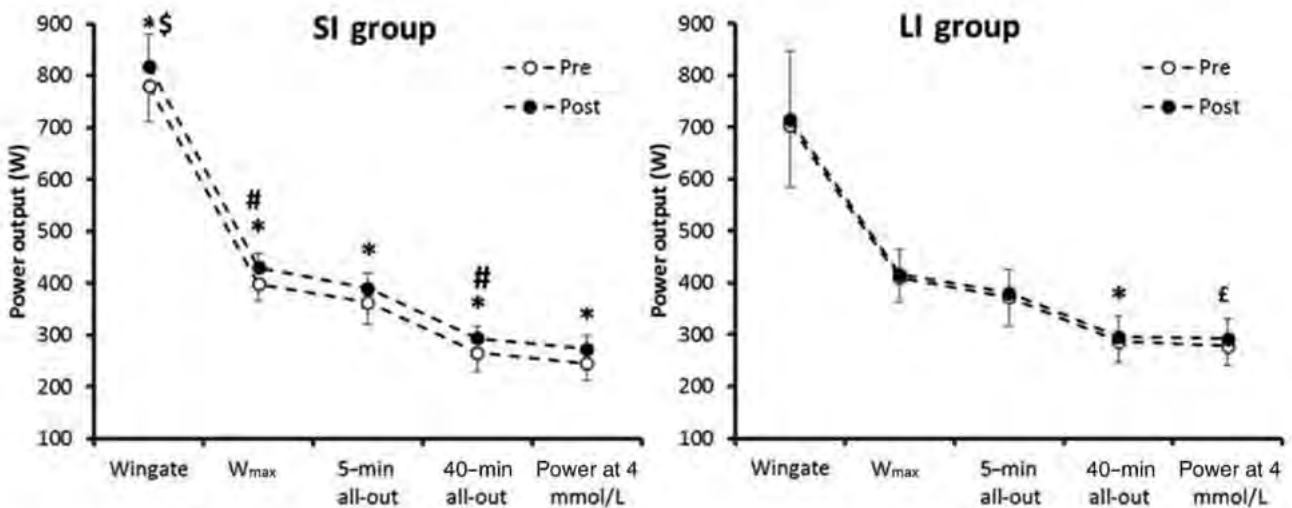 SI group
Power output (W)
900
800
700
600
500
400
300
200
100
*$
#
*
*
#
*
*
Pre
Post
Wingate
Wmax
5-min
all-out
40-min
all-out
Power at 4
mmol/L
LI group
Power output (W)
900
800
700
600
500
400
300
200
100
Pre
Post
*
£
Wingate
Wmax
5-min
all-out
40-min
all-out
Power at 4
mmol/L